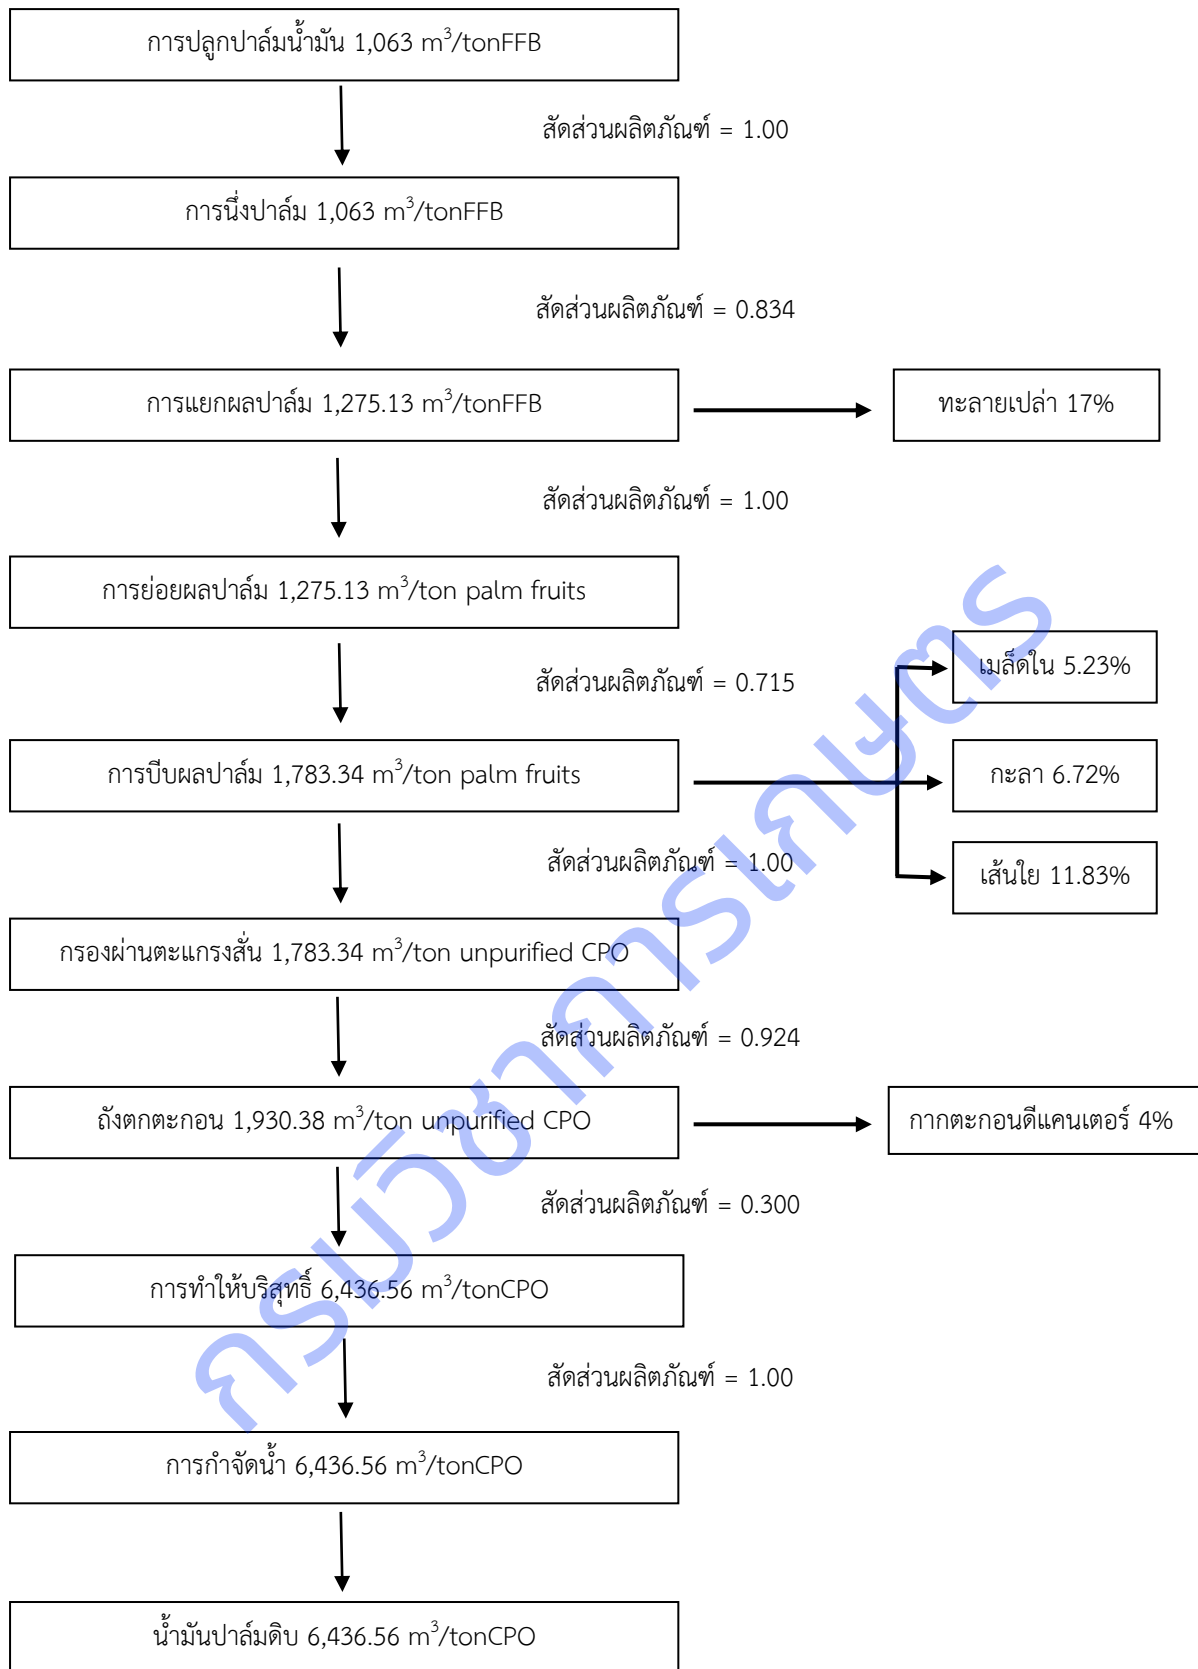 การปลูกปาล์มน้ำมัน 1,063 m³/tonFFB
สัดส่วนผลิตภัณฑ์ = 1.00
การนึ่งปาล์ม 1,063 m³/tonFFB
สัดส่วนผลิตภัณฑ์ = 0.834
การแยกผลปาล์ม 1,275.13 m³/tonFFB
ทะลายเปล่า 17%
สัดส่วนผลิตภัณฑ์ = 1.00
การย่อยผลปาล์ม 1,275.13 m³/ton palm fruits
เมล็ดใน 5.23%
สัดส่วนผลิตภัณฑ์ = 0.715
การบีบผลปาล์ม 1,783.34 m³/ton palm fruits
กะลา 6.72%
สัดส่วนผลิตภัณฑ์ = 1.00
เส้นใย 11.83%
กรองผ่านตะแกรงสั่น 1,783.34 m³/ton unpurified CPO
สัดส่วนผลิตภัณฑ์ = 0.924
ถังตกตะกอน 1,930.38 m³/ton unpurified CPO
กากตะกอนดีแคนเตอร์ 4%
สัดส่วนผลิตภัณฑ์ = 0.300
การทำให้บริสุทธิ์ 6,436.56 m³/tonCPO
สัดส่วนผลิตภัณฑ์ = 1.00
การกำจัดน้ำ 6,436.56 m³/tonCPO
น้ำมันปาล์มดิบ 6,436.56 m³/tonCPO
กรมวิชาการเกษตร